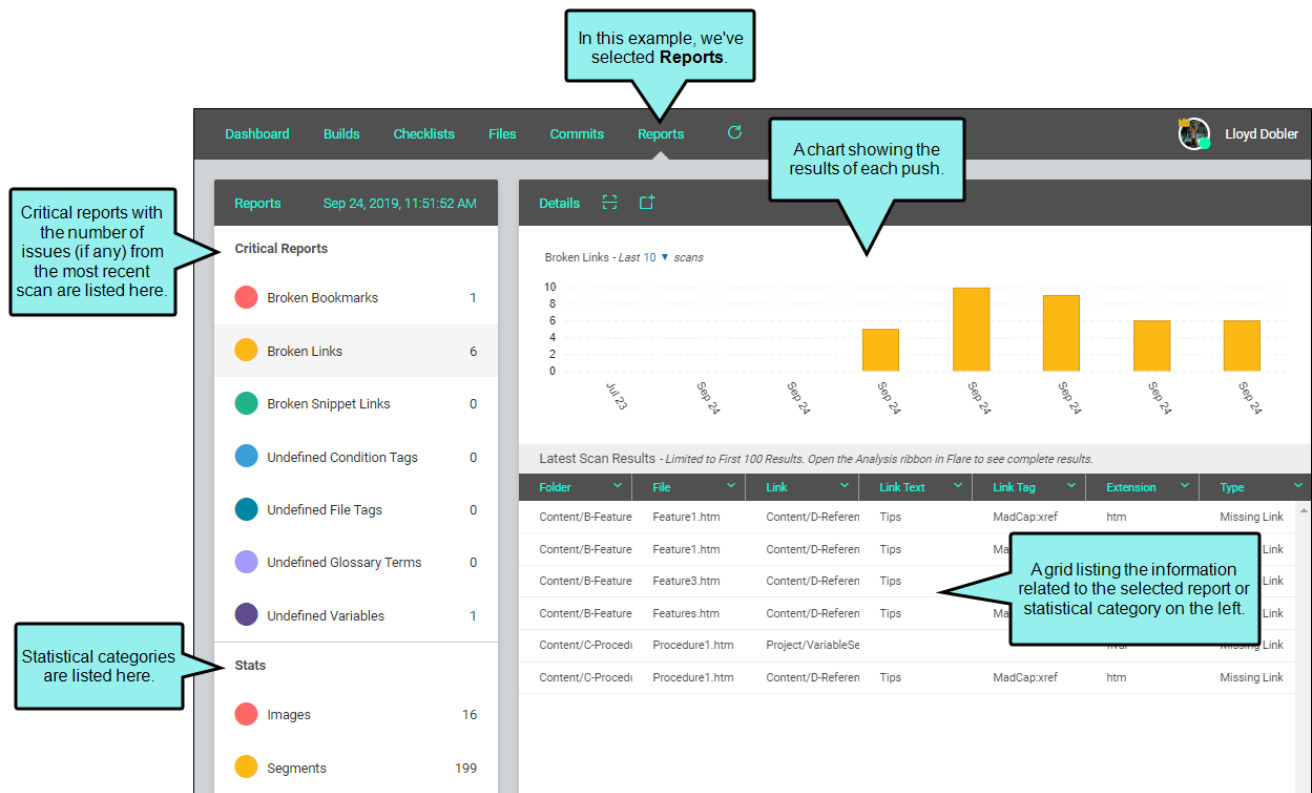 In this example, we've
selected Reports.
Dashboard Builds Checklists Files Commits Reports Lloyd Dobler
A chart showing the
results of each push.
Critical reports with
the number of
issues (if any) from
the most recent
scan are listed here.
Reports Sep 24, 2019, 11:51:52 AM
Critical Reports
Broken Bookmarks 1
Broken Links 6
Broken Snippet Links 0
Undefined Condition Tags 0
Undefined File Tags 0
Undefined Glossary Terms 0
Undefined Variables 1
Statistical categories
are listed here.
Stats
Images 16
Segments 199
Details
Broken Links - Last 10 ▼ scans
10
8
6
4
2
0
Jul 23 Sep 24 Sep 24 Sep 24 Sep 24 Sep 24 Sep 24 Sep 24
Latest Scan Results - Limited to First 100 Results. Open the Analysis ribbon in Flare to see complete results.
Folder File Link Link Text Link Tag Extension Type
Content/B-Feature Feature1.htm Content/D-Referen Tips MadCap:xref htm Missing Link
Content/B-Feature Feature1.htm Content/D-Referen Tips Link
Content/B-Feature Feature3.htm Content/D-Referen Tips Link
Content/B-Feature Features.htm Content/D-Referen Tips Link
Content/C-Procedu Procedure1.htm Project/VariableSe Link
Content/C-Procedu Procedure1.htm Content/D-Referen Tips MadCap:xref htm Missing Link
A grid listing the information
related to the selected report or
statistical category on the left.